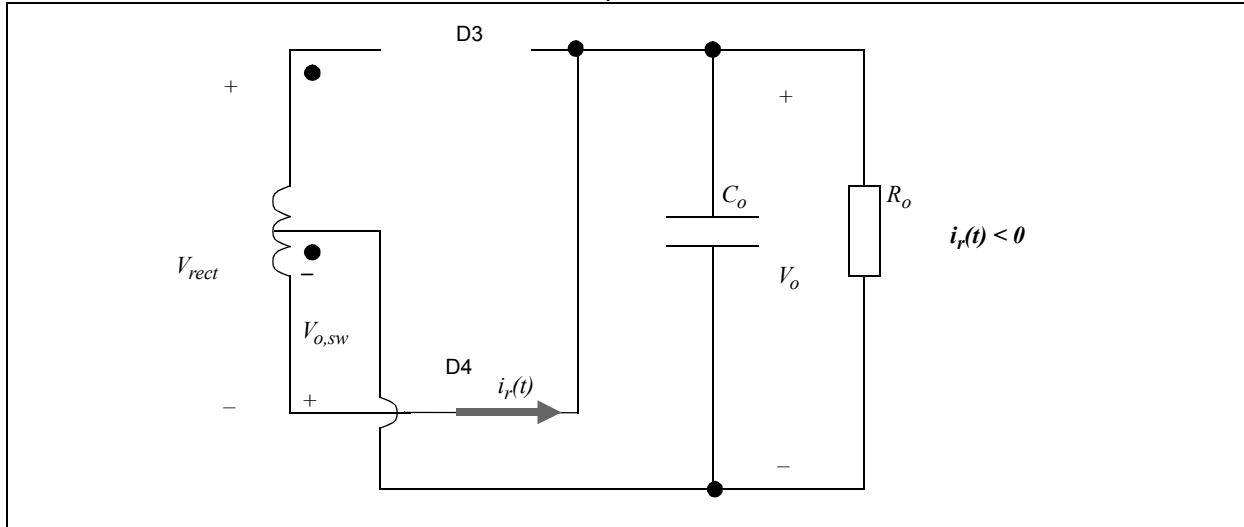 D3
+
+
C_o
R_o
i_r(t) < 0
V_rect
−
V_o
V_o,sw
D4
i_r(t)
−
+
−